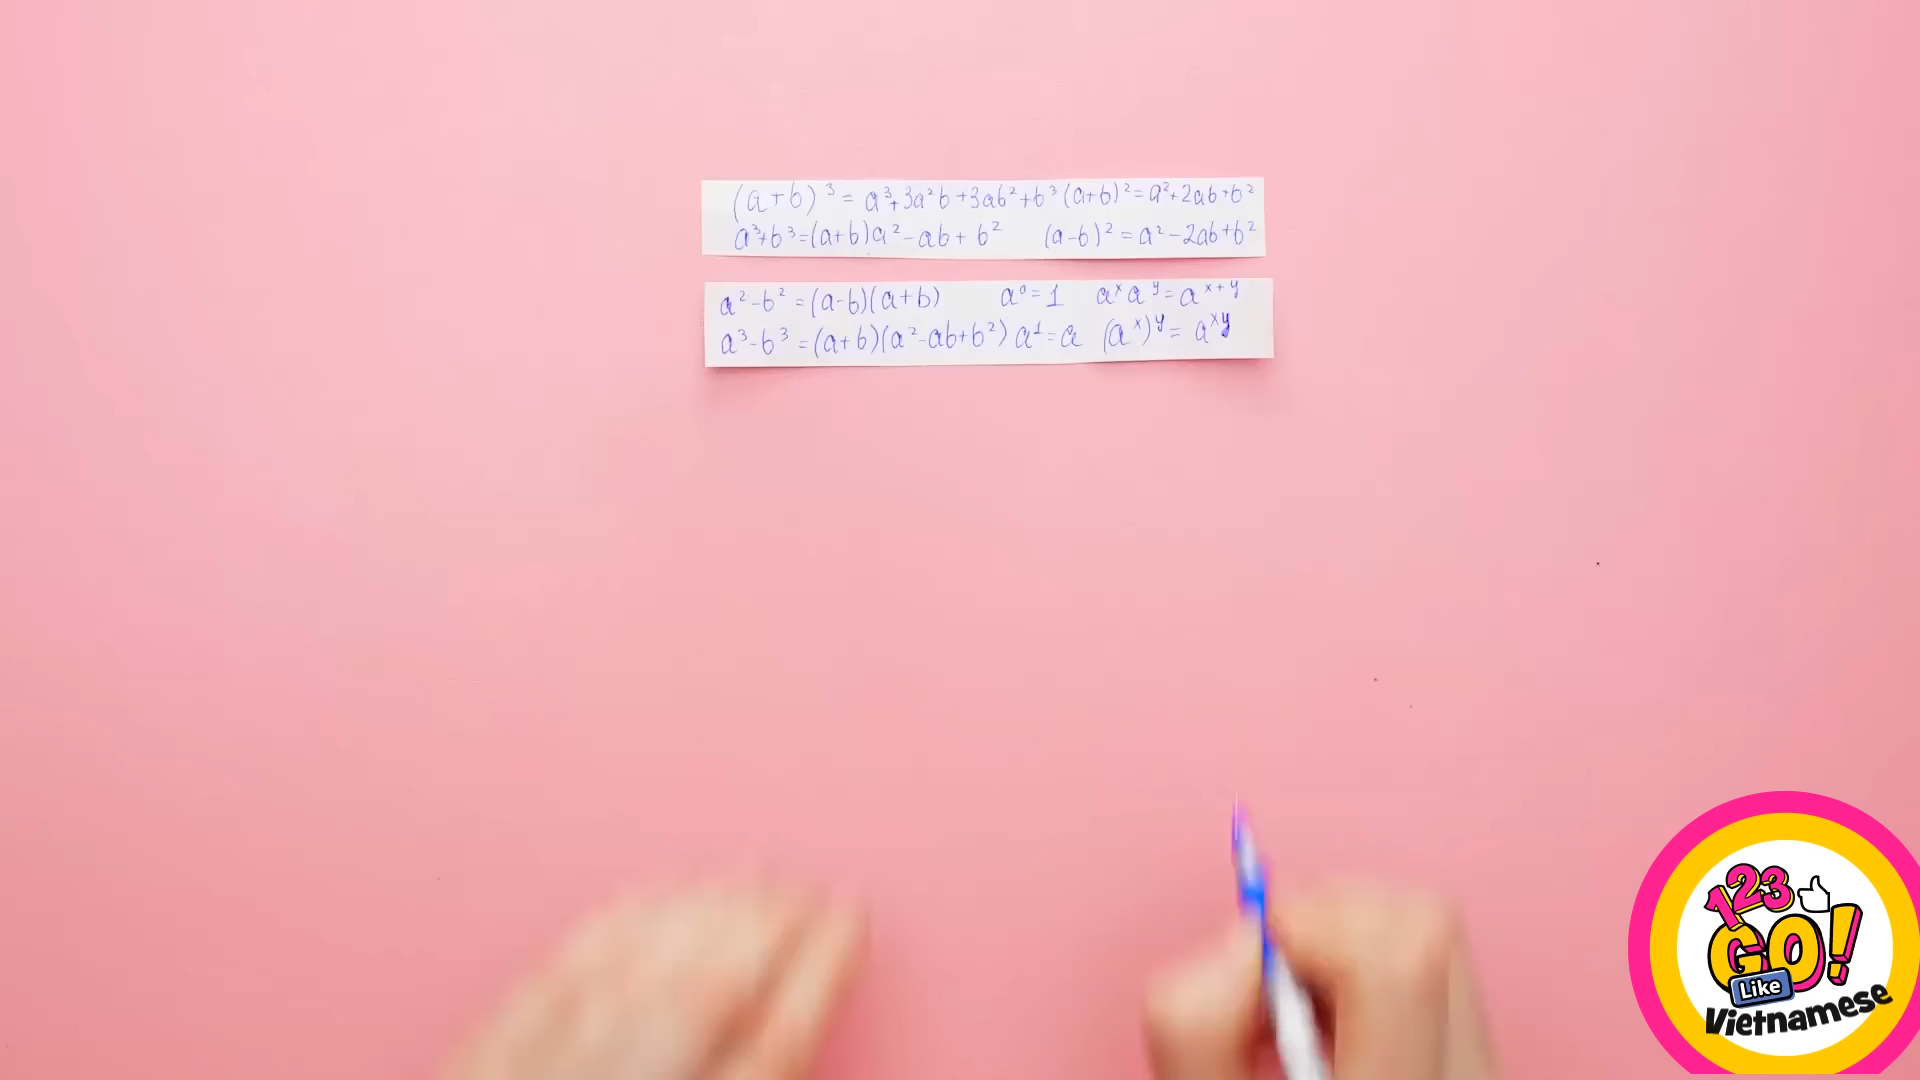 (a+b)³ = a³+3a²b+3ab²+b³ (a+b)²=a²+2ab+b²
a³+b³=(a+b)a²-ab+b² (a-b)²=a²-2ab+b²
a²-b²=(a-b)(a+b) a⁰=1 aˣaʸ=aˣ⁺ʸ
a³-b³=(a+b)(a²-ab+b²) a¹=a (aˣ)ʸ=aˣʸ
123
GO!
Like
Vietnamese